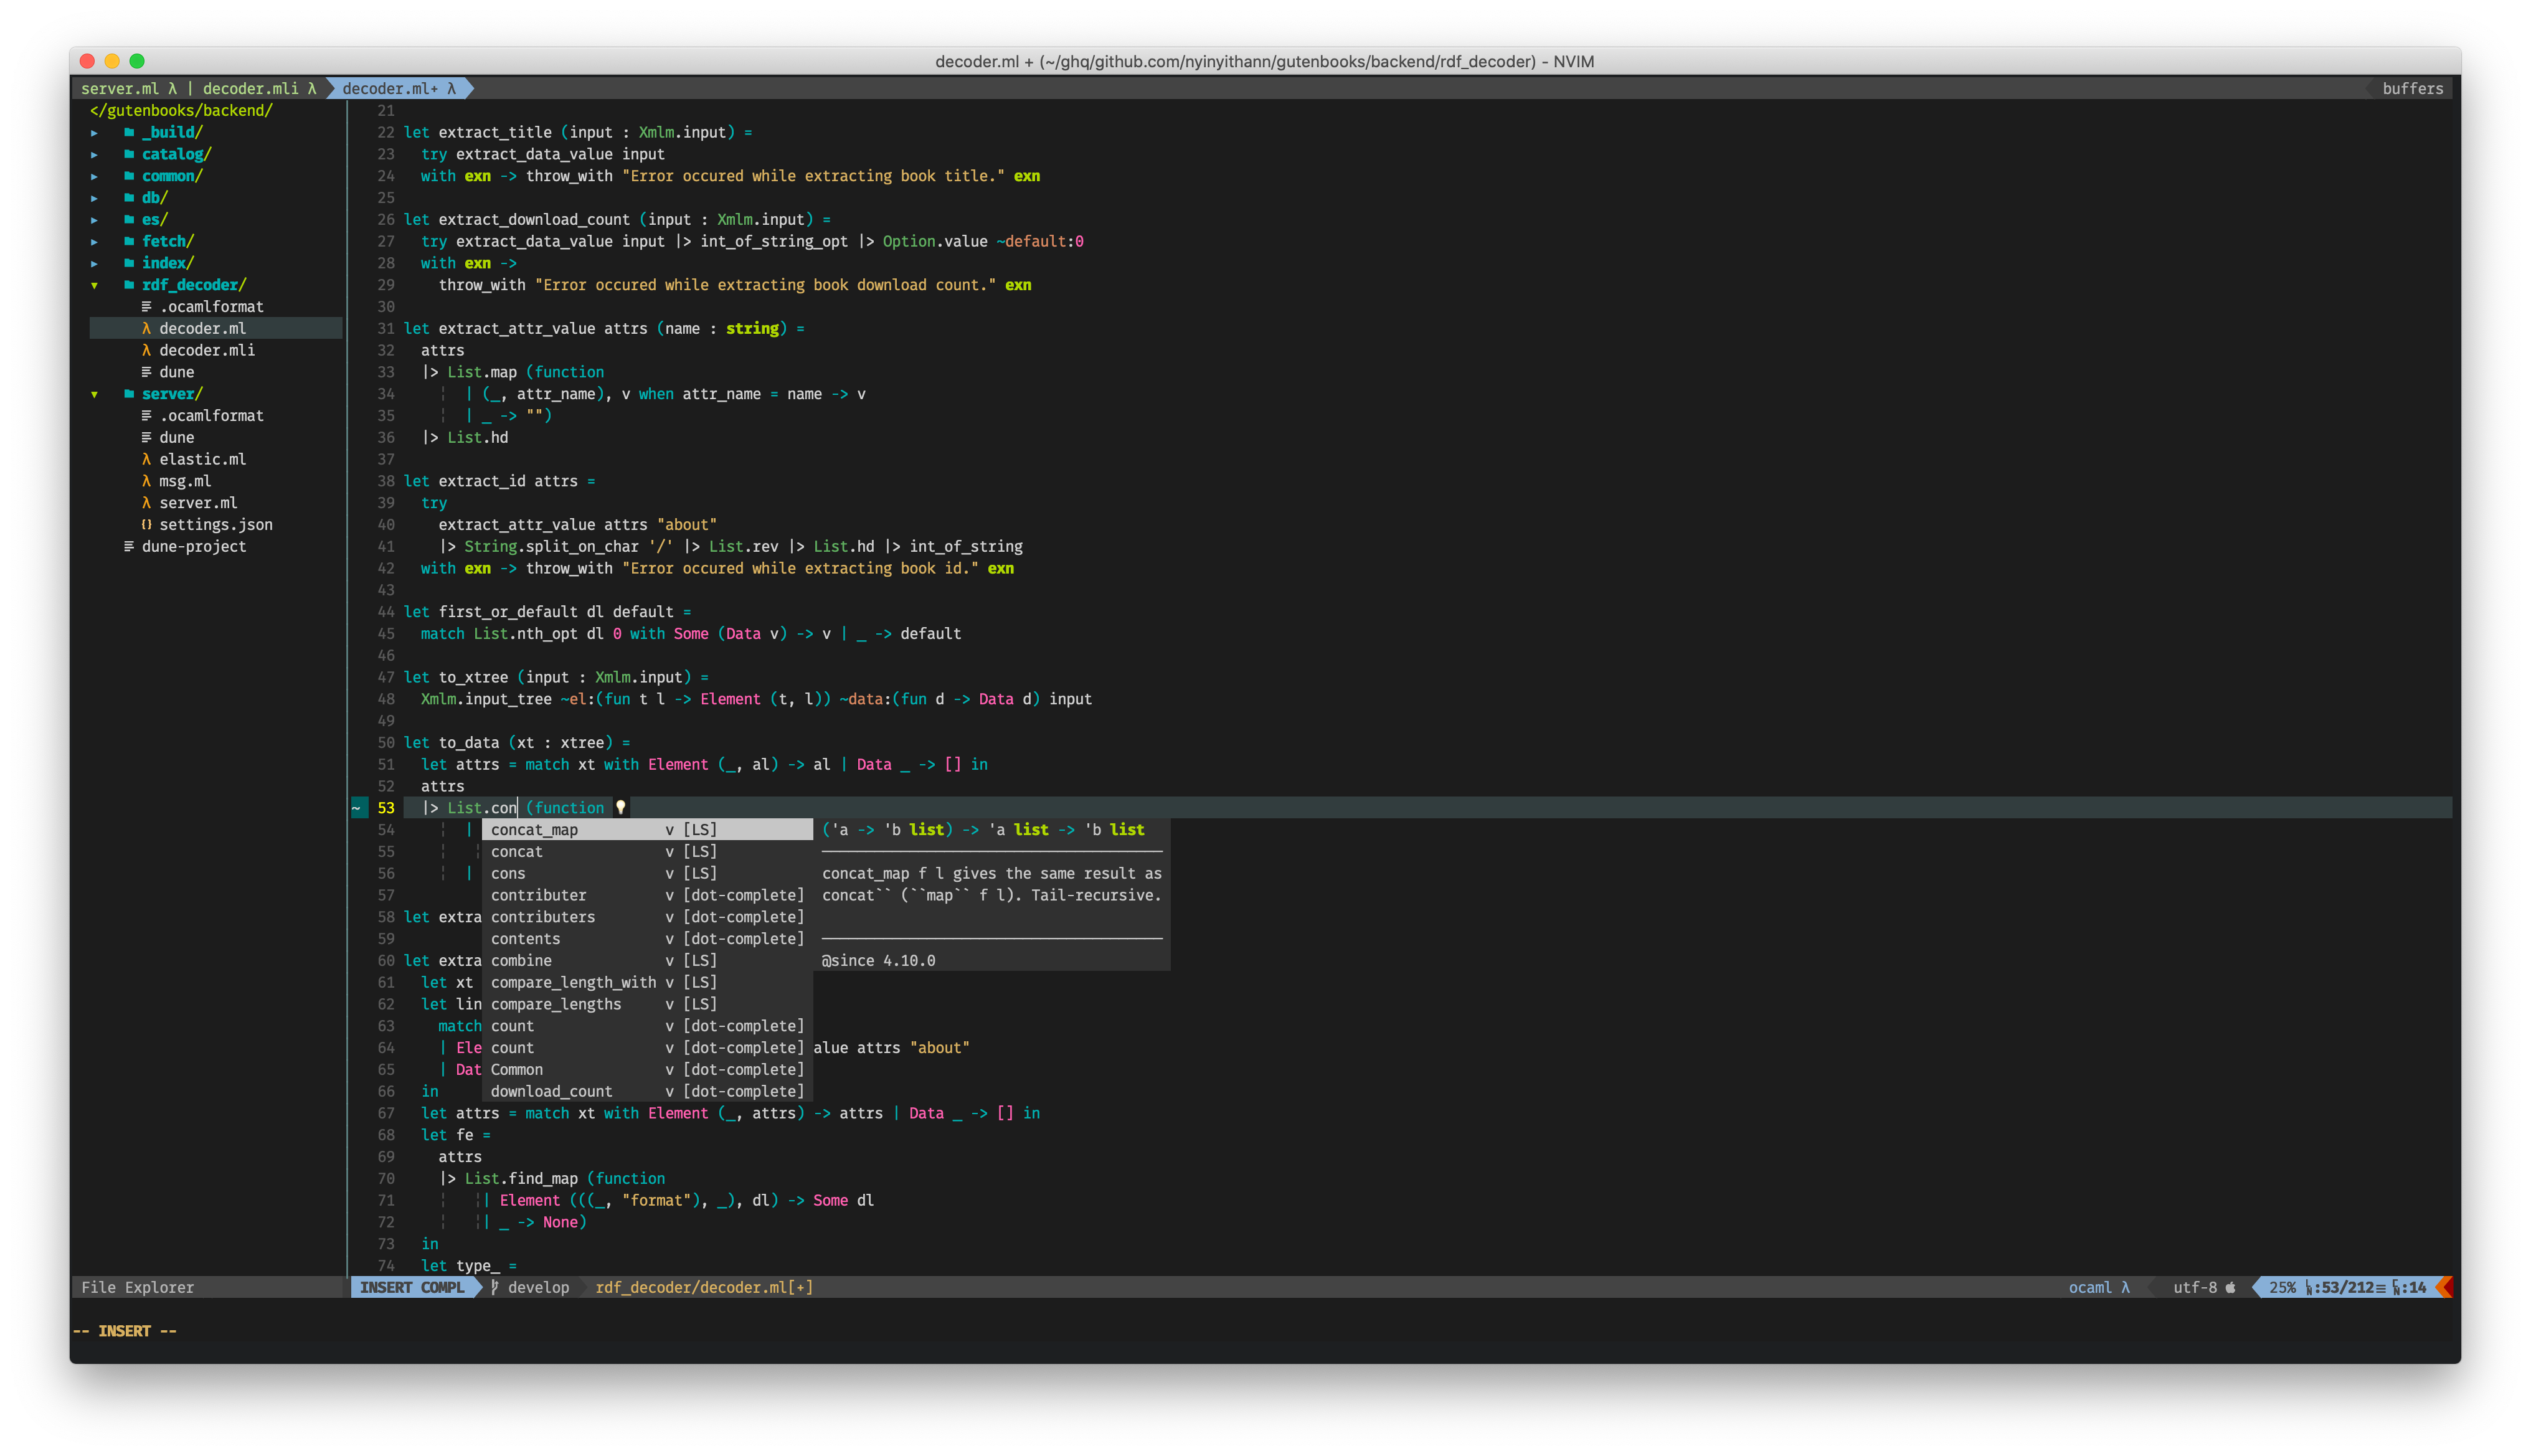 decoder.ml + (~/ghq/github.com/nyinyithann/gutenbooks/backend/rdf_decoder) - NVIM
server.ml λ | decoder.mli λ decoder.ml+ λ buffers
</gutenbooks/backend/
▸ _build/
▸ catalog/
▸ common/
▸ db/
▸ es/
▸ fetch/
▸ index/
▾ rdf_decoder/
.ocamlformat
λ decoder.ml
λ decoder.mli
dune
▾ server/
.ocamlformat
dune
λ elastic.ml
λ msg.ml
λ server.ml
{} settings.json
dune-project
21
22 let extract_title (input : Xmlm.input) =
23   try extract_data_value input
24   with exn -> throw_with "Error occured while extracting book title." exn
25
26 let extract_download_count (input : Xmlm.input) =
27   try extract_data_value input |> int_of_string_opt |> Option.value ~default:0
28   with exn ->
29     throw_with "Error occured while extracting book download count." exn
30
31 let extract_attr_value attrs (name : string) =
32   attrs
33   |> List.map (function
34     ¦  | (_, attr_name), v when attr_name = name -> v
35     ¦  | _ -> "")
36   |> List.hd
37
38 let extract_id attrs =
39   try
40     extract_attr_value attrs "about"
41     |> String.split_on_char '/' |> List.rev |> List.hd |> int_of_string
42   with exn -> throw_with "Error occured while extracting book id." exn
43
44 let first_or_default dl default =
45   match List.nth_opt dl 0 with Some (Data v) -> v | _ -> default
46
47 let to_xtree (input : Xmlm.input) =
48   Xmlm.input_tree ~el:(fun t l -> Element (t, l)) ~data:(fun d -> Data d) input
49
50 let to_data (xt : xtree) =
51   let attrs = match xt with Element (_, al) -> al | Data _ -> [] in
52   attrs
~ 53   |> List.con (function
54     ¦  | concat_map v [LS] ('a -> 'b list) -> 'a list -> 'b list
55     ¦   ¦ concat v [LS]
56     ¦  | cons v [LS] concat_map f l gives the same result as
57 contributer v [dot-complete] concat`` (``map`` f l). Tail-recursive.
58 let extra contributers v [dot-complete]
59 contents v [dot-complete]
60 let extra combine v [LS] @since 4.10.0
61   let xt compare_length_with v [LS]
62   let lin compare_lengths v [LS]
63     match count v [dot-complete]
64     | Ele count v [dot-complete] alue attrs "about"
65     | Dat Common v [dot-complete]
66   in download_count v [dot-complete]
67   let attrs = match xt with Element (_, attrs) -> attrs | Data _ -> [] in
68   let fe =
69     attrs
70     |> List.find_map (function
71     ¦   ¦| Element (((_, "format"), _), dl) -> Some dl
72     ¦   ¦| _ -> None)
73   in
74   let type_ =
File Explorer INSERT COMPL develop rdf_decoder/decoder.ml[+] ocaml λ utf-8 25% :53/212≡ :14
-- INSERT --